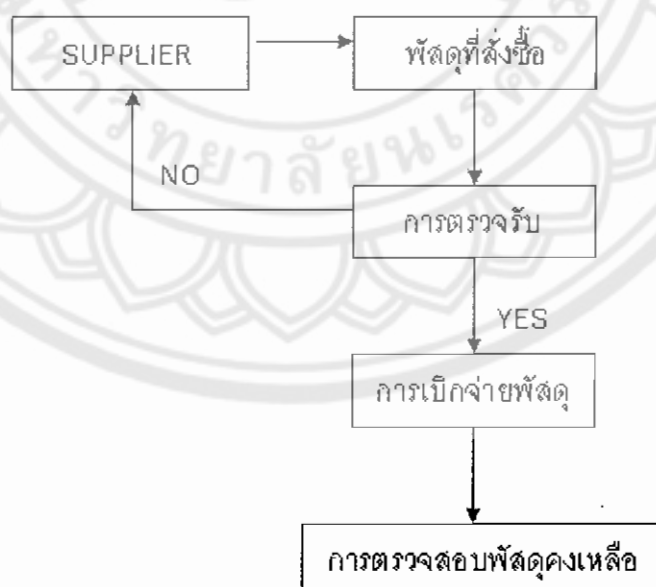 SUPPLIER
พัสดุที่สั่งซื้อ
NO
การตรวจรับ
YES
การเบิกจ่ายพัสดุ
การตรวจสอบพัสดุคงเหลือ